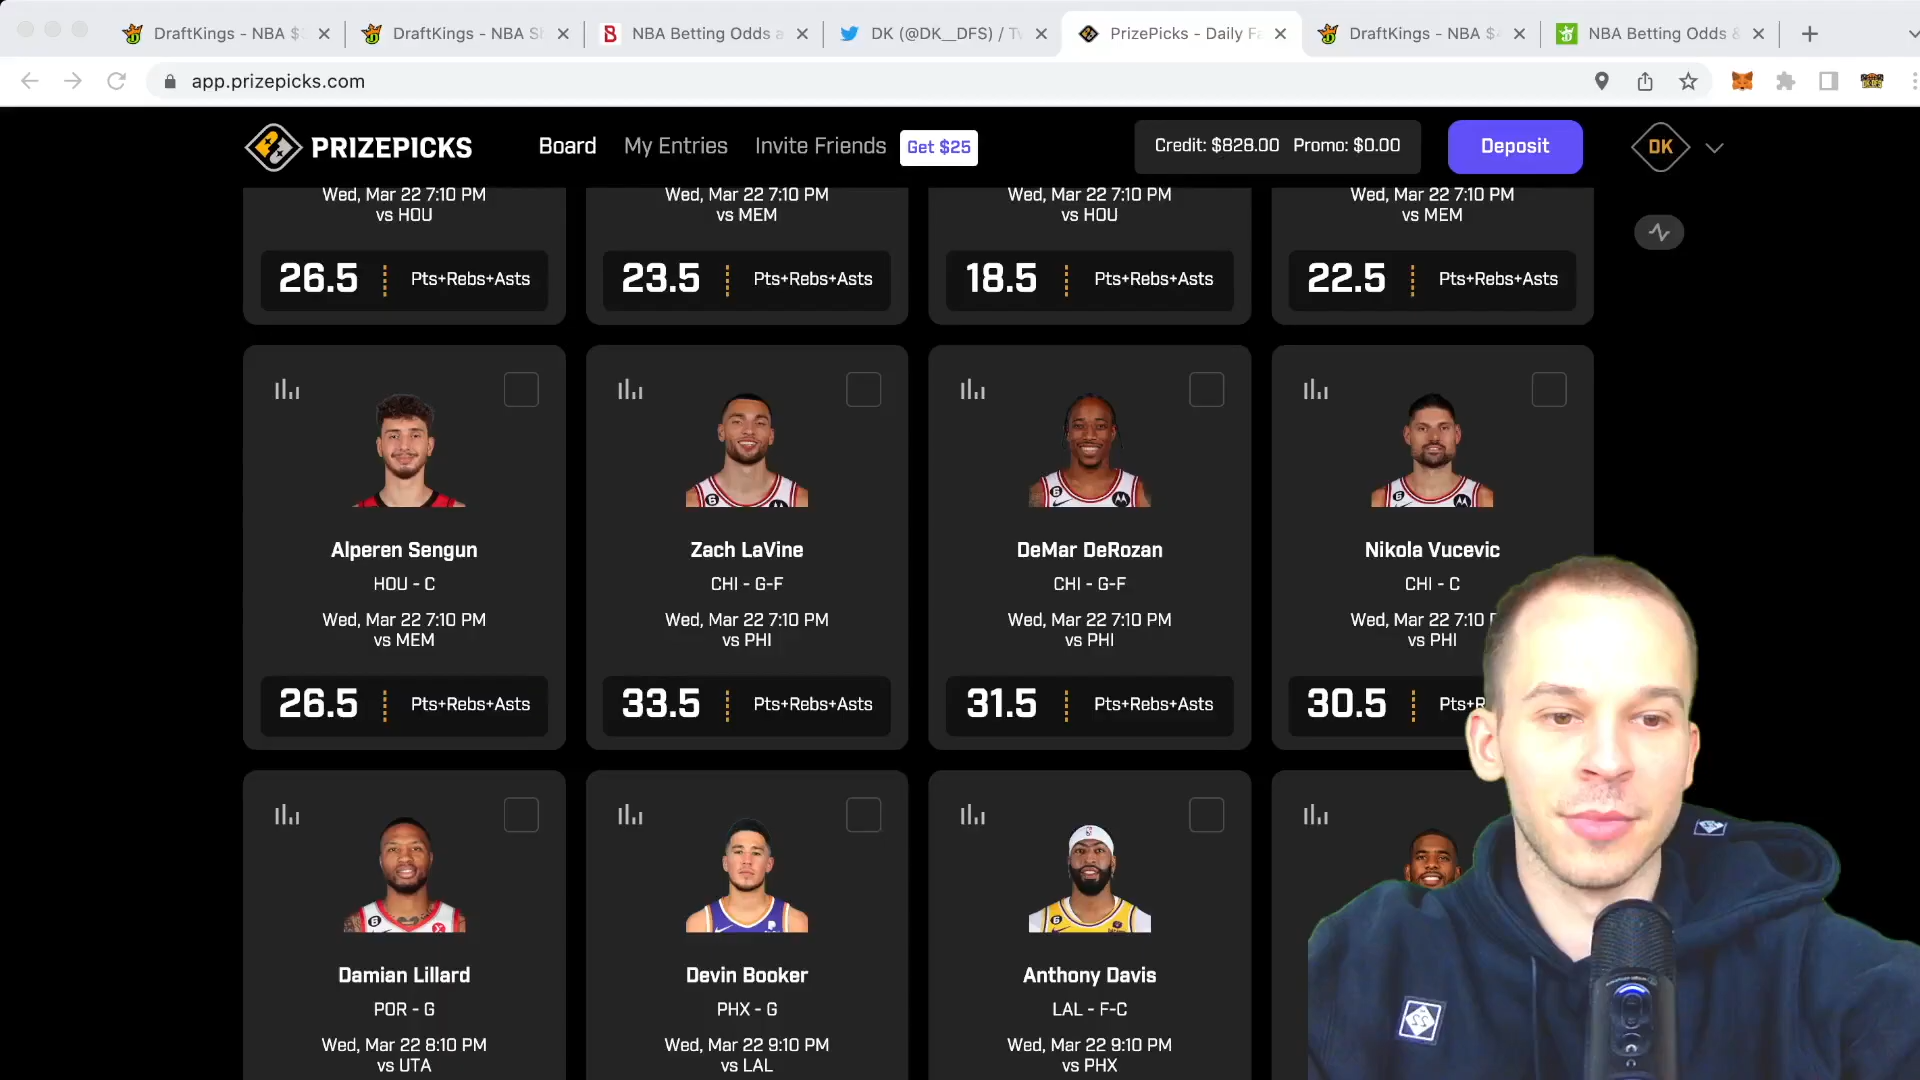 DraftKings - NBA $
DraftKings - NBA S
NBA Betting Odds a
DK (@DK__DFS) / Tw
PrizePicks - Daily Fa
DraftKings - NBA $
NBA Betting Odds &
app.prizepicks.com
PRIZEPICKS
Board
My Entries
Invite Friends
Get $25
Credit: $828.00 Promo: $0.00
Deposit
DK
Wed, Mar 22 7:10 PM
vs HOU
26.5 Pts+Rebs+Asts
Wed, Mar 22 7:10 PM
vs MEM
23.5 Pts+Rebs+Asts
Wed, Mar 22 7:10 PM
vs HOU
18.5 Pts+Rebs+Asts
Wed, Mar 22 7:10 PM
vs MEM
22.5 Pts+Rebs+Asts
Alperen Sengun
HOU - C
Wed, Mar 22 7:10 PM
vs MEM
26.5 Pts+Rebs+Asts
Zach LaVine
CHI - G-F
Wed, Mar 22 7:10 PM
vs PHI
33.5 Pts+Rebs+Asts
DeMar DeRozan
CHI - G-F
Wed, Mar 22 7:10 PM
vs PHI
31.5 Pts+Rebs+Asts
Nikola Vucevic
CHI - C
Wed, Mar 22 7:10
vs PHI
30.5 Pts+R
Damian Lillard
POR - G
Wed, Mar 22 8:10 PM
vs UTA
Devin Booker
PHX - G
Wed, Mar 22 9:10 PM
vs LAL
Anthony Davis
LAL - F-C
Wed, Mar 22 9:10 PM
vs PHX